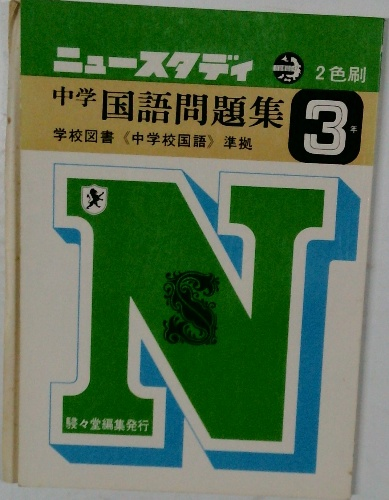 ニュースタディ
2色刷
中学 国語問題集 3年
学校図書《中学校国語》準拠
N
S
駸々堂編集発行